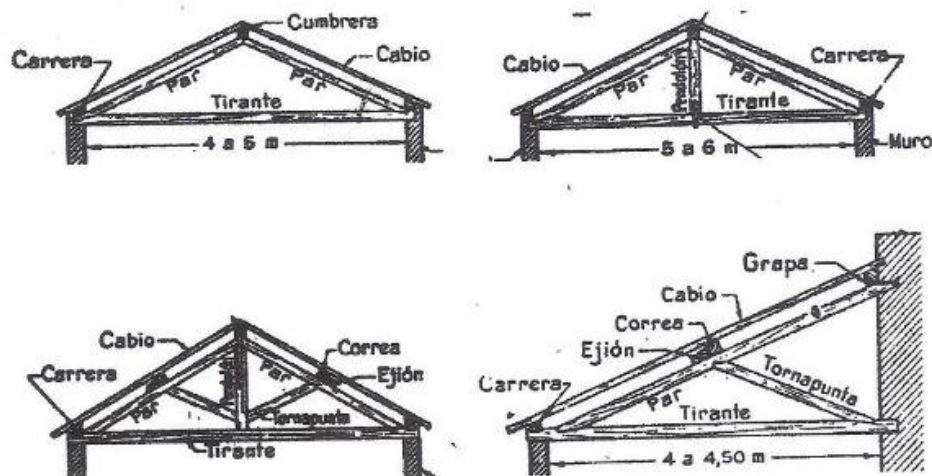 Cumbrera
Carrera
Cabio
Par
Par
Tirante
4 a 5 m
Cabio
Carrera
Par
Par
Pendolón
Tirante
5 a 6 m
Muro
Cabio
Correa
Carrera
Ejión
Par
Par
Tornapunta
Tirante
Grapa
Cabio
Correa
Ejión
Carrera
Par
Tornapunta
Tirante
4 a 4,50 m